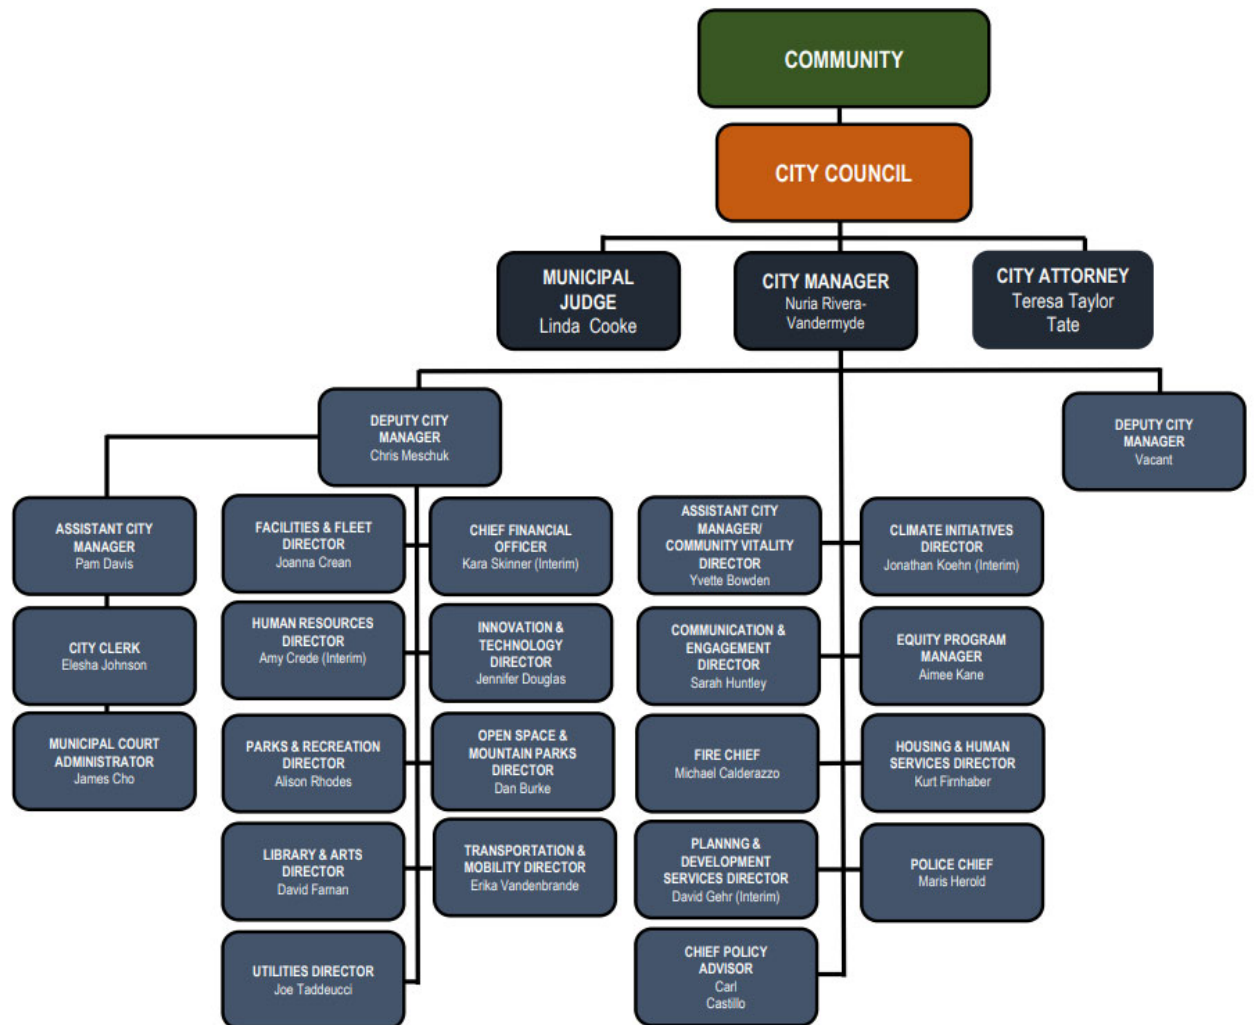 COMMUNITY
CITY COUNCIL
MUNICIPAL
JUDGE
Linda Cooke
CITY MANAGER
Nuria Rivera-
Vandermyde
CITY ATTORNEY
Teresa Taylor
Tate
DEPUTY CITY
MANAGER
Chris Meschuk
DEPUTY CITY
MANAGER
Vacant
ASSISTANT CITY
MANAGER
Pam Davis
CITY CLERK
Elesha Johnson
MUNICIPAL COURT
ADMINISTRATOR
James Cho
FACILITIES & FLEET
DIRECTOR
Joanna Crean
CHIEF FINANCIAL
OFFICER
Kara Skinner (Interim)
HUMAN RESOURCES
DIRECTOR
Amy Crede (Interim)
INNOVATION &
TECHNOLOGY
DIRECTOR
Jennifer Douglas
PARKS & RECREATION
DIRECTOR
Alison Rhodes
OPEN SPACE &
MOUNTAIN PARKS
DIRECTOR
Dan Burke
LIBRARY & ARTS
DIRECTOR
David Farnan
TRANSPORTATION &
MOBILITY DIRECTOR
Erika Vandenbrande
UTILITIES DIRECTOR
Joe Taddeucci
ASSISTANT CITY
MANAGER/
COMMUNITY VITALITY
DIRECTOR
Yvette Bowden
CLIMATE INITIATIVES
DIRECTOR
Jonathan Koehn (Interim)
COMMUNICATION &
ENGAGEMENT
DIRECTOR
Sarah Huntley
EQUITY PROGRAM
MANAGER
Aimee Kane
FIRE CHIEF
Michael Calderazzo
HOUSING & HUMAN
SERVICES DIRECTOR
Kurt Firnhaber
PLANNNG &
DEVELOPMENT
SERVICES DIRECTOR
David Gehr (Interim)
POLICE CHIEF
Maris Herold
CHIEF POLICY
ADVISOR
Carl
Castillo